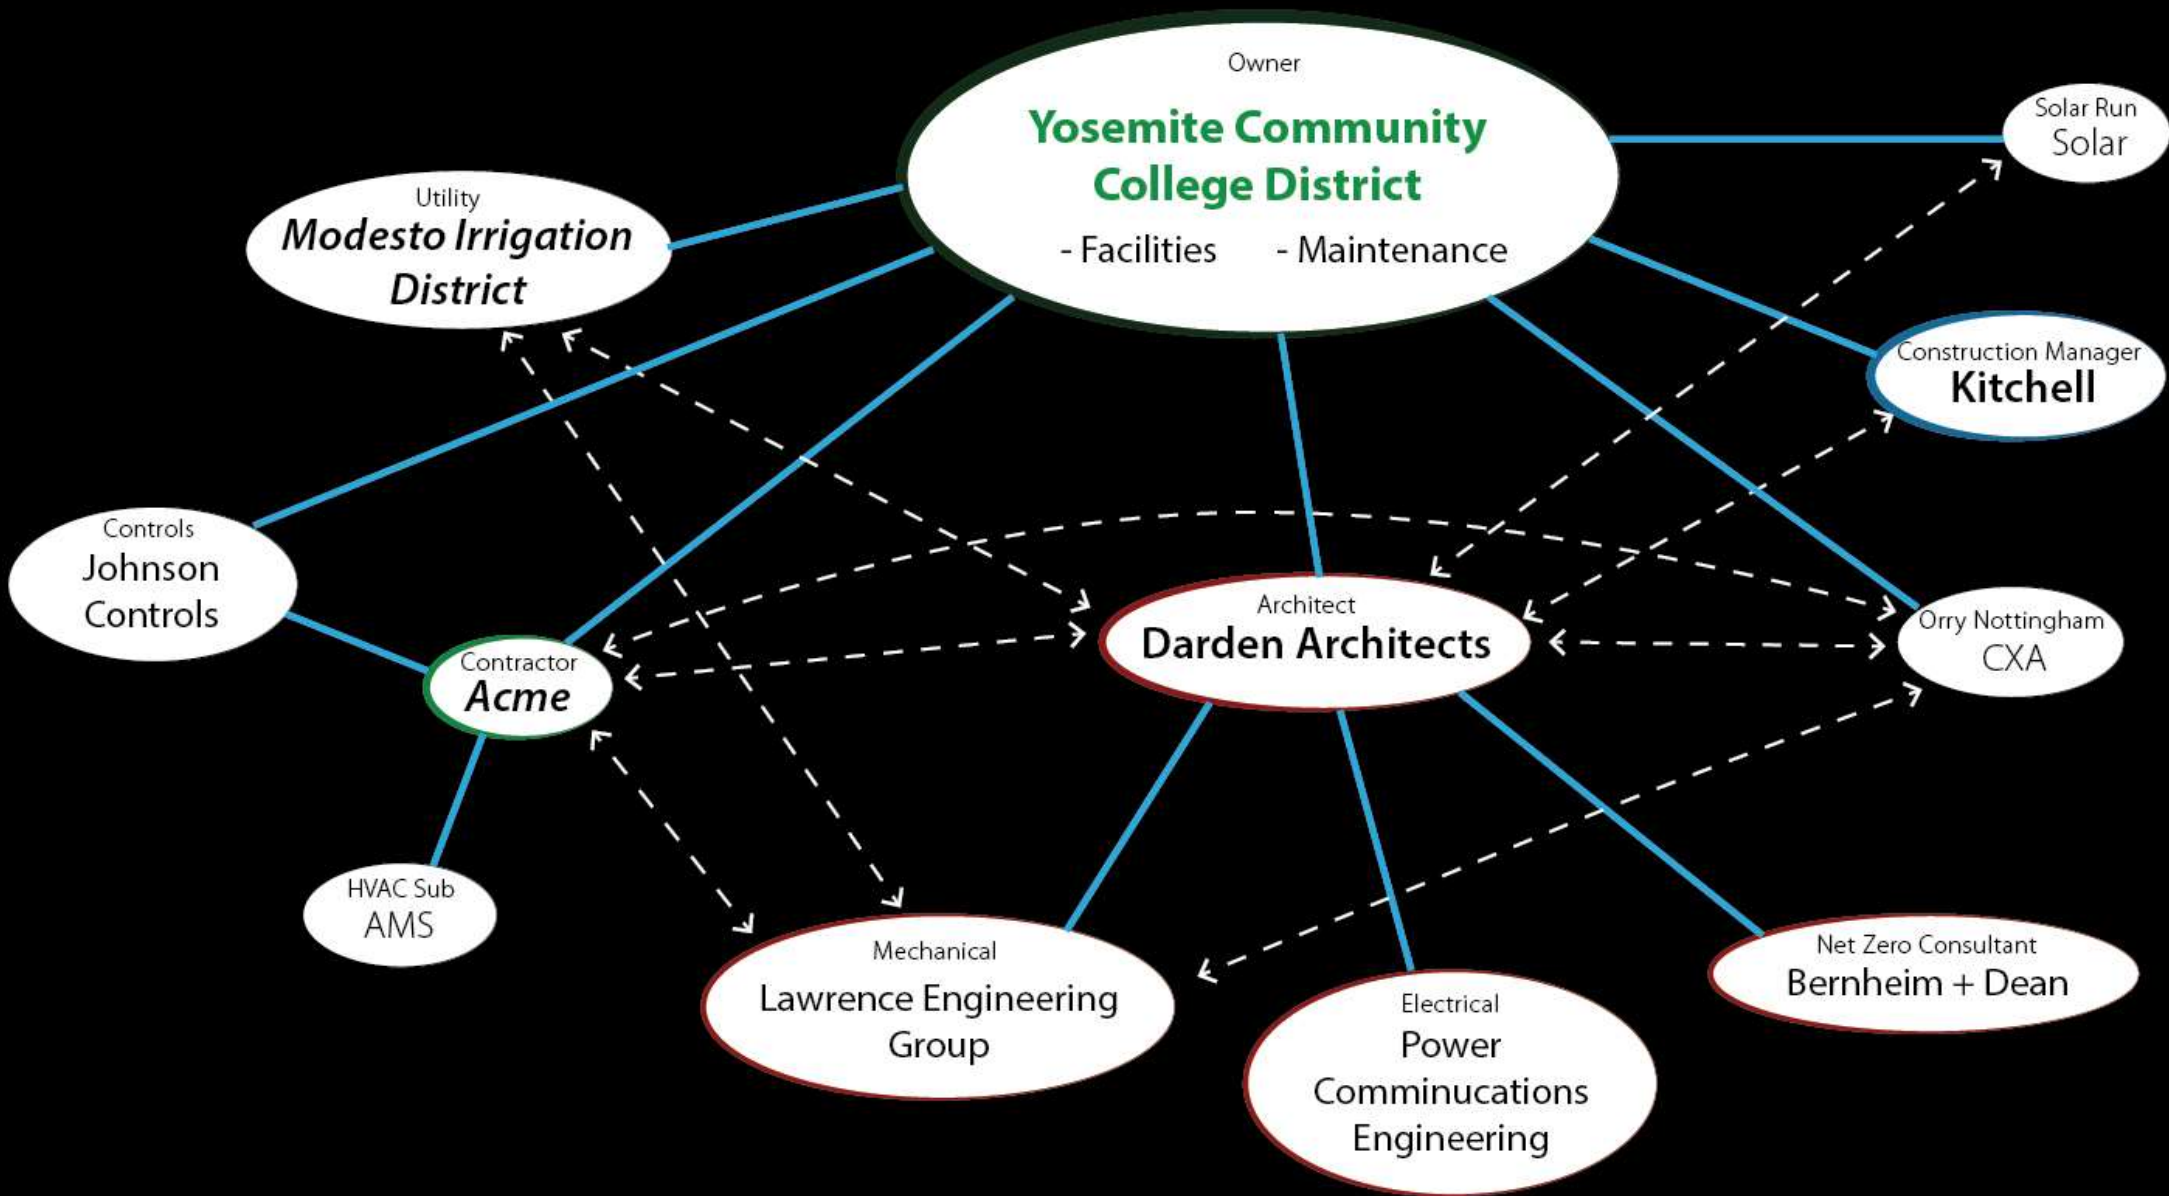 Owner
Yosemite Community
College District
- Facilities - Maintenance
Solar Run
Solar
Utility
Modesto Irrigation
District
Construction Manager
Kitchell
Controls
Johnson
Controls
Contractor
Acme
Architect
Darden Architects
Orry Nottingham
CXA
HVAC Sub
AMS
Mechanical
Lawrence Engineering
Group
Electrical
Power
Comminucations
Engineering
Net Zero Consultant
Bernheim + Dean